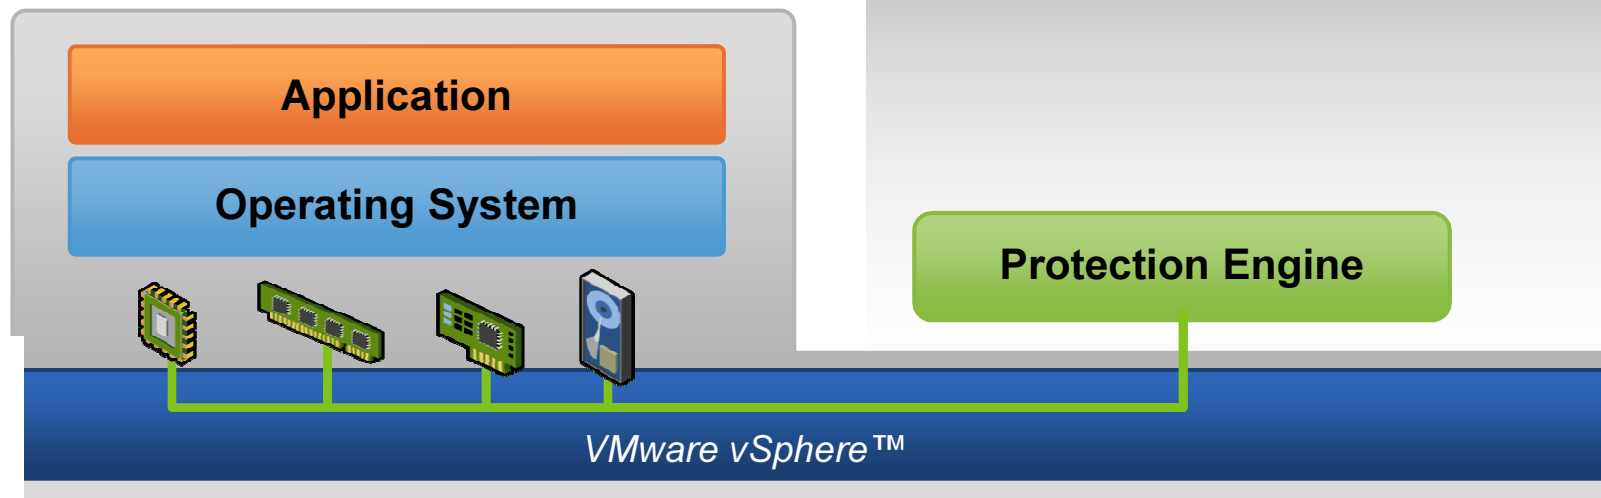 Application
Operating System
Protection Engine
VMware vSphere™